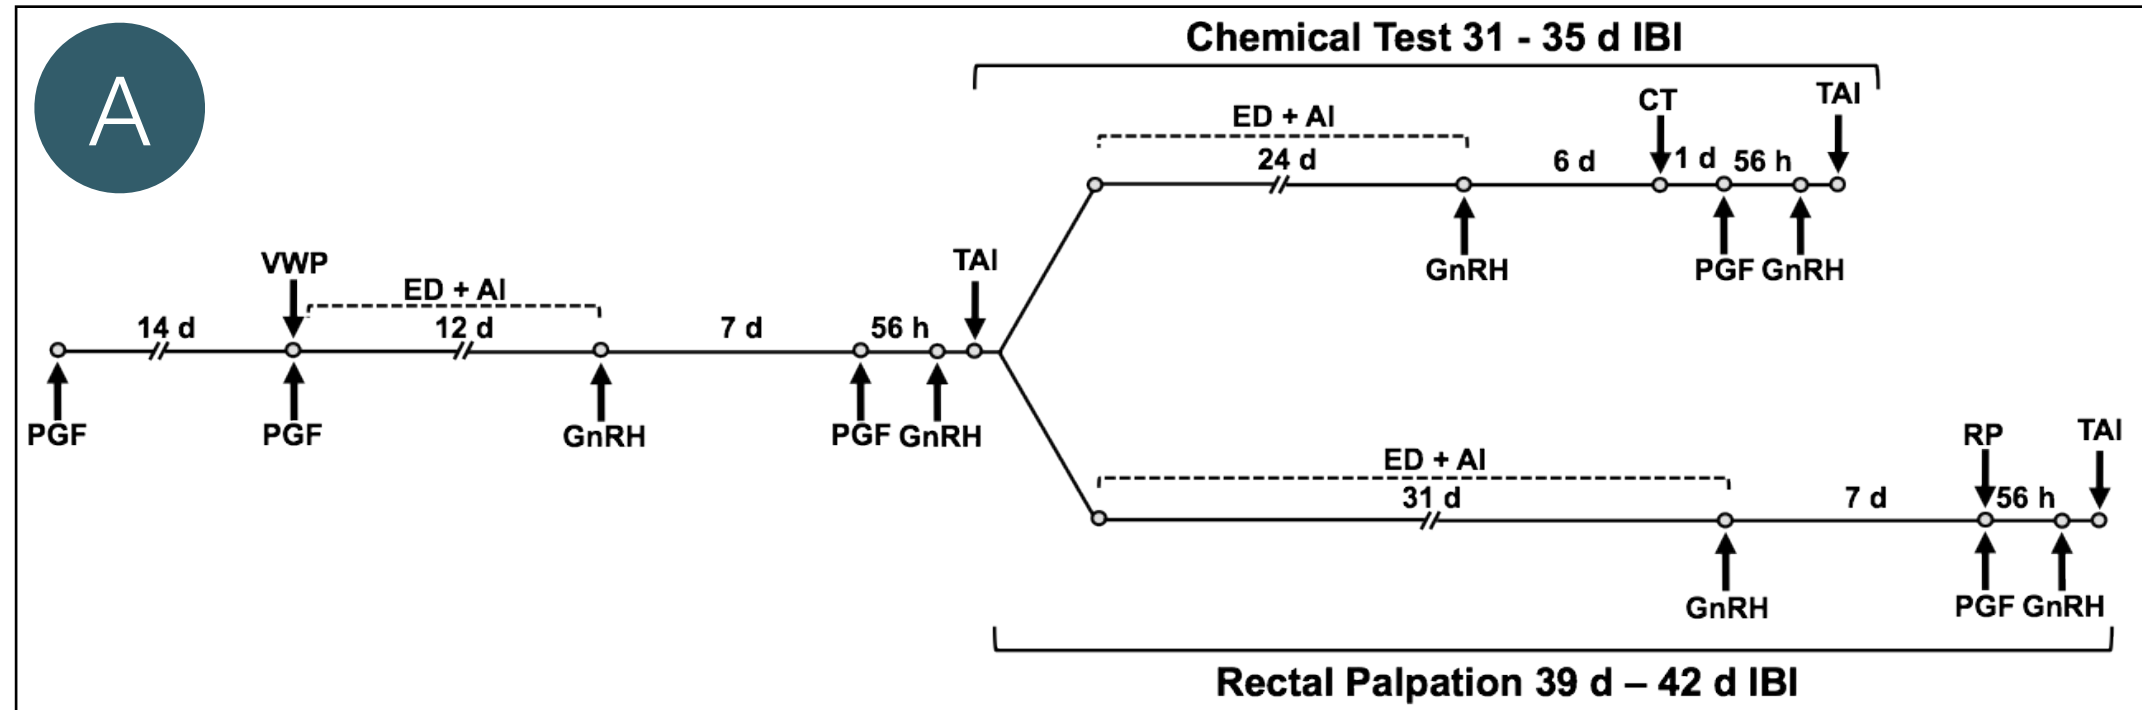 A
Chemical Test 31 - 35 d IBI
CT
TAI
ED + AI
24 d
6 d
1 d
56 h
GnRH
PGF
GnRH
VWP
TAI
ED + AI
14 d
12 d
7 d
56 h
PGF
PGF
GnRH
PGF
GnRH
RP
TAI
ED + AI
31 d
7 d
56 h
GnRH
PGF
GnRH
Rectal Palpation 39 d – 42 d IBI